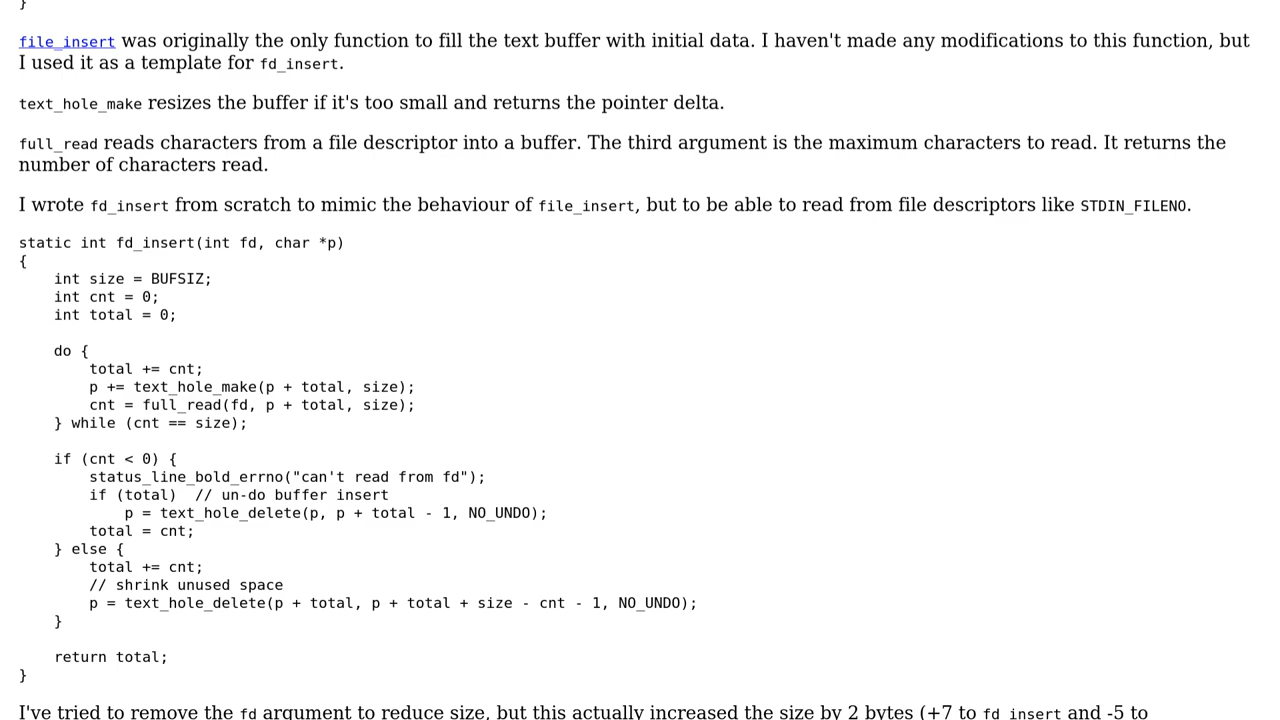 }
file_insert was originally the only function to fill the text buffer with initial data. I haven't made any modifications to this function, but
I used it as a template for fd_insert.
text_hole_make resizes the buffer if it's too small and returns the pointer delta.
full_read reads characters from a file descriptor into a buffer. The third argument is the maximum characters to read. It returns the
number of characters read.
I wrote fd_insert from scratch to mimic the behaviour of file_insert, but to be able to read from file descriptors like STDIN_FILENO.
static int fd_insert(int fd, char *p)
{
    int size = BUFSIZ;
    int cnt = 0;
    int total = 0;

    do {
        total += cnt;
        p += text_hole_make(p + total, size);
        cnt = full_read(fd, p + total, size);
    } while (cnt == size);

    if (cnt < 0) {
        status_line_bold_errno("can't read from fd");
        if (total)  // un-do buffer insert
            p = text_hole_delete(p, p + total - 1, NO_UNDO);
        total = cnt;
    } else {
        total += cnt;
        // shrink unused space
        p = text_hole_delete(p + total, p + total + size - cnt - 1, NO_UNDO);
    }

    return total;
}
I've tried to remove the fd argument to reduce size, but this actually increased the size by 2 bytes (+7 to fd_insert and -5 to